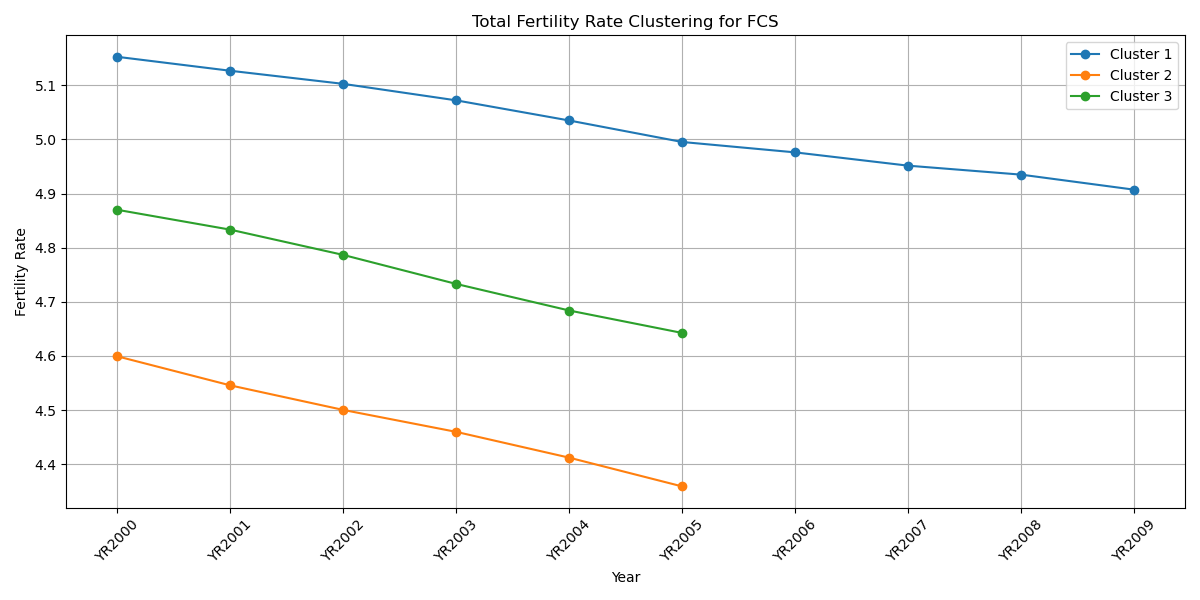 Total Fertility Rate Clustering for FCS
Cluster 1
Cluster 2
Cluster 3
Fertility Rate
5.1
5.0
4.9
4.8
4.7
4.6
4.5
4.4
YR2000
YR2001
YR2002
YR2003
YR2004
YR2005
YR2006
YR2007
YR2008
YR2009
Year